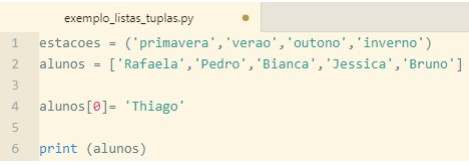 exemplo_listas_tuplas.py
1 estacoes = ('primavera','verao','outono','inverno')
2 alunos = ['Rafaela','Pedro','Bianca','Jessica','Bruno']
3
4 alunos[0]= 'Thiago'
5
6 print (alunos)